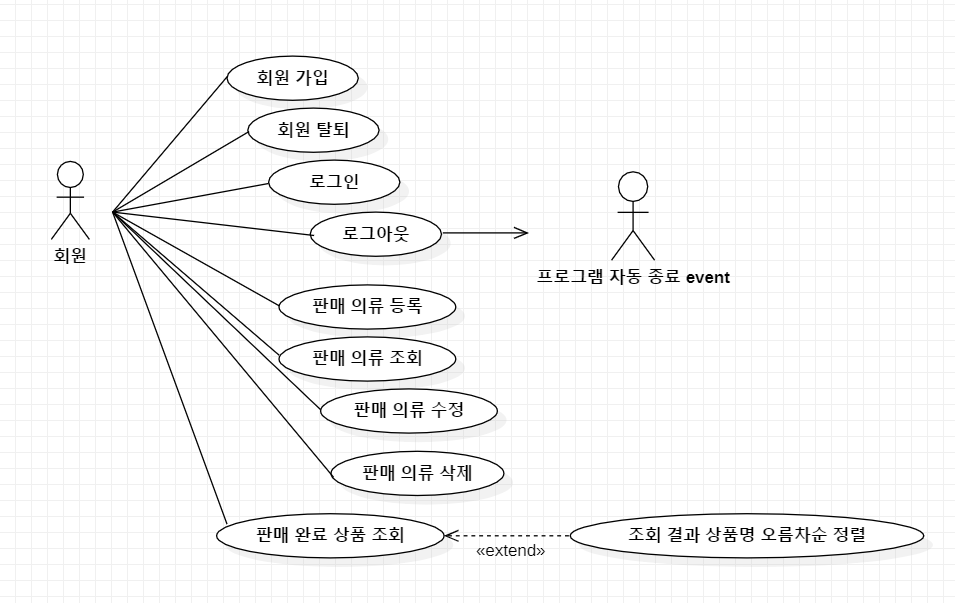 회원 가입
회원 탈퇴
로그인
로그아웃
회원
프로그램 자동 종료 event
판매 의류 등록
판매 의류 조회
판매 의류 수정
판매 의류 삭제
판매 완료 상품 조회
조회 결과 상품명 오름차순 정렬
«extend»